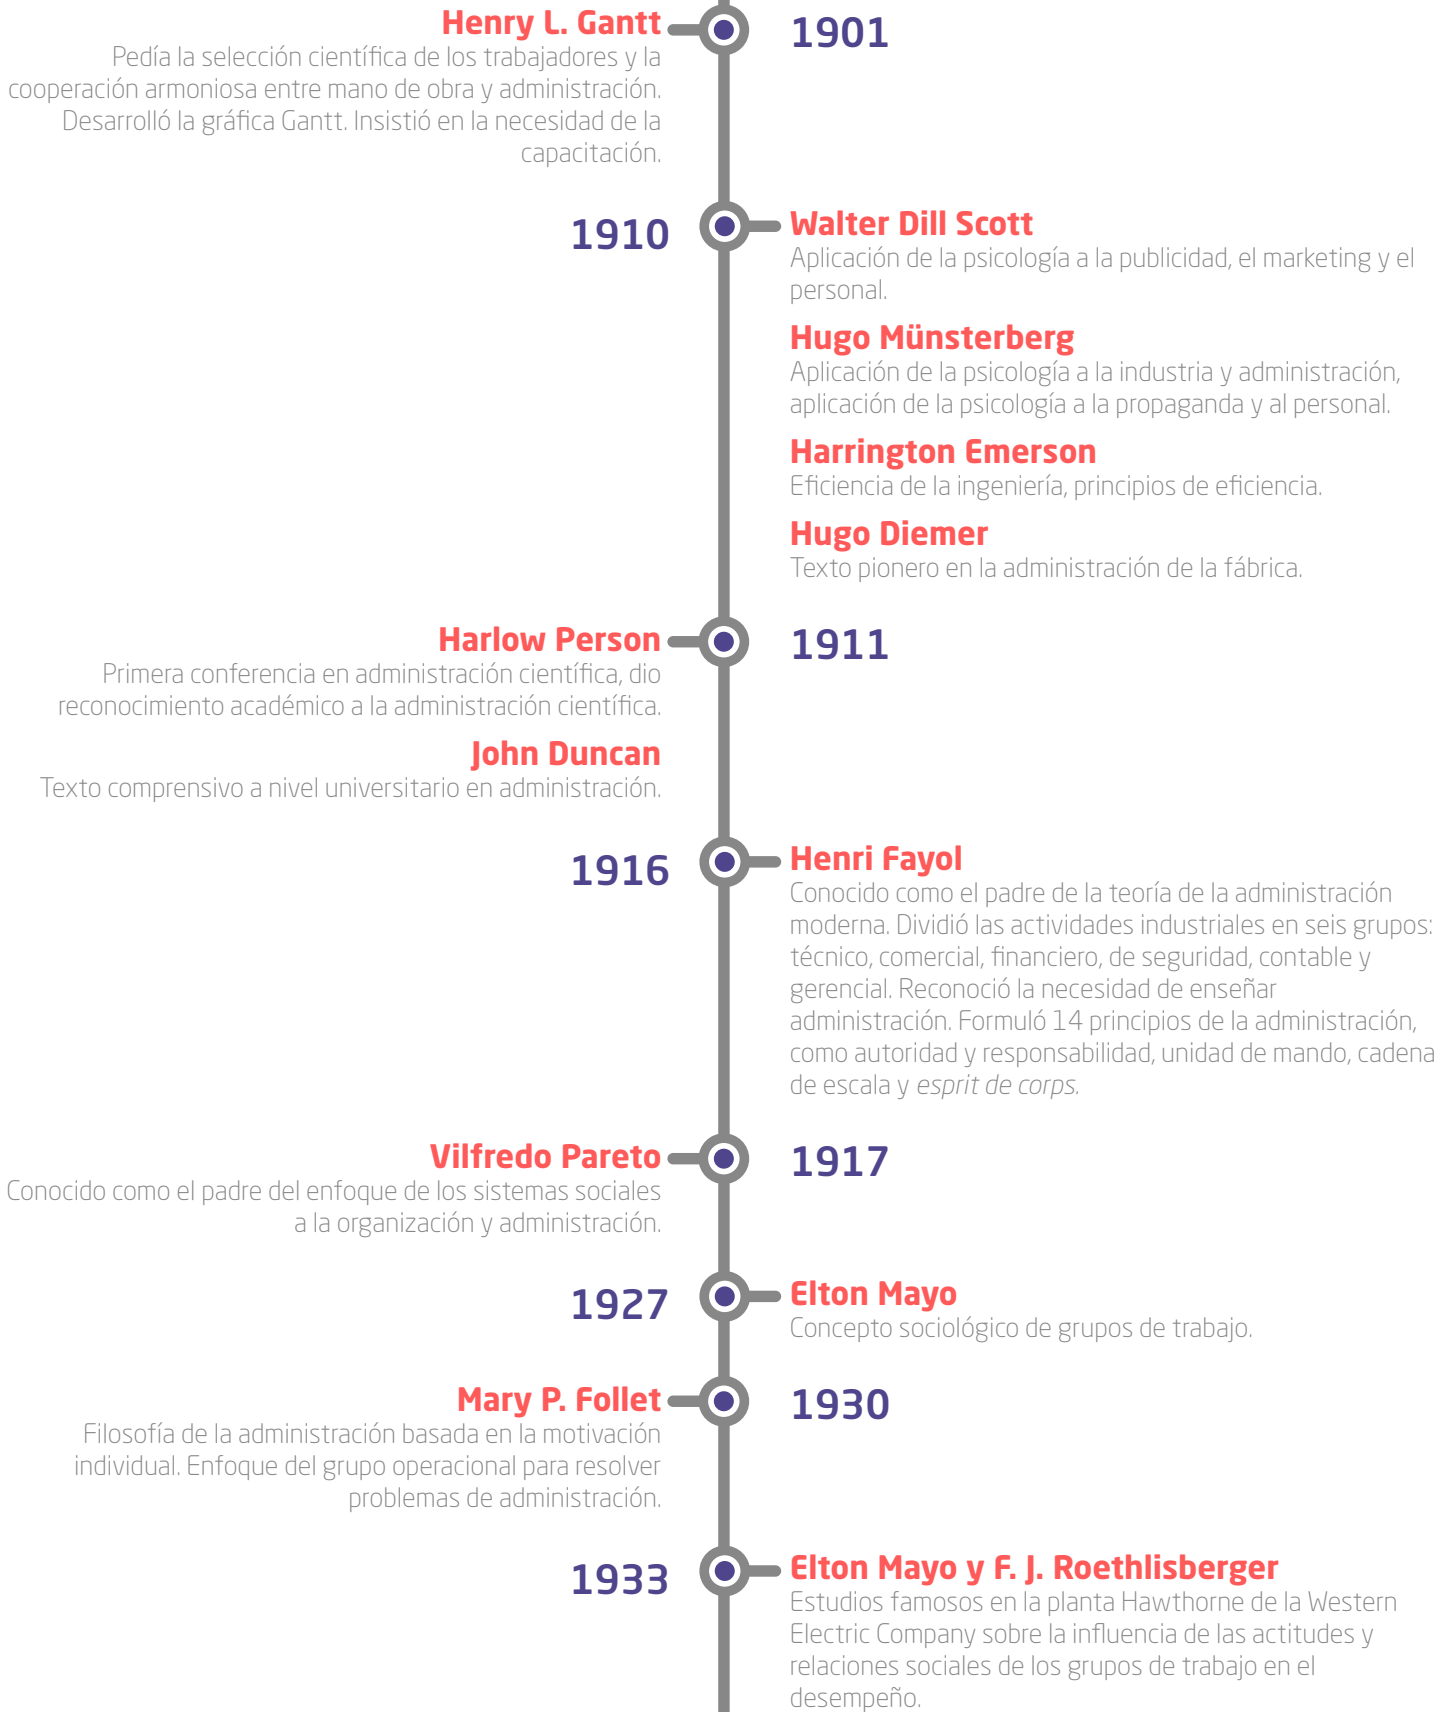 Henry L. Gantt
1901
Pedía la selección científica de los trabajadores y la
cooperación armoniosa entre mano de obra y administración.
Desarrolló la gráfica Gantt. Insistió en la necesidad de la
capacitación.
1910
Walter Dill Scott
Aplicación de la psicología a la publicidad, el marketing y el
personal.
Hugo Münsterberg
Aplicación de la psicología a la industria y administración,
aplicación de la psicología a la propaganda y al personal.
Harrington Emerson
Eficiencia de la ingeniería, principios de eficiencia.
Hugo Diemer
Texto pionero en la administración de la fábrica.
Harlow Person
1911
Primera conferencia en administración científica, dio
reconocimiento académico a la administración científica.
John Duncan
Texto comprensivo a nivel universitario en administración.
1916
Henri Fayol
Conocido como el padre de la teoría de la administración
moderna. Dividió las actividades industriales en seis grupos:
técnico, comercial, financiero, de seguridad, contable y
gerencial. Reconoció la necesidad de enseñar
administración. Formuló 14 principios de la administración,
como autoridad y responsabilidad, unidad de mando, cadena
de escala y esprit de corps.
Vilfredo Pareto
1917
Conocido como el padre del enfoque de los sistemas sociales
a la organización y administración.
1927
Elton Mayo
Concepto sociológico de grupos de trabajo.
Mary P. Follet
1930
Filosofía de la administración basada en la motivación
individual. Enfoque del grupo operacional para resolver
problemas de administración.
1933
Elton Mayo y F. J. Roethlisberger
Estudios famosos en la planta Hawthorne de la Western
Electric Company sobre la influencia de las actitudes y
relaciones sociales de los grupos de trabajo en el
desempeño.